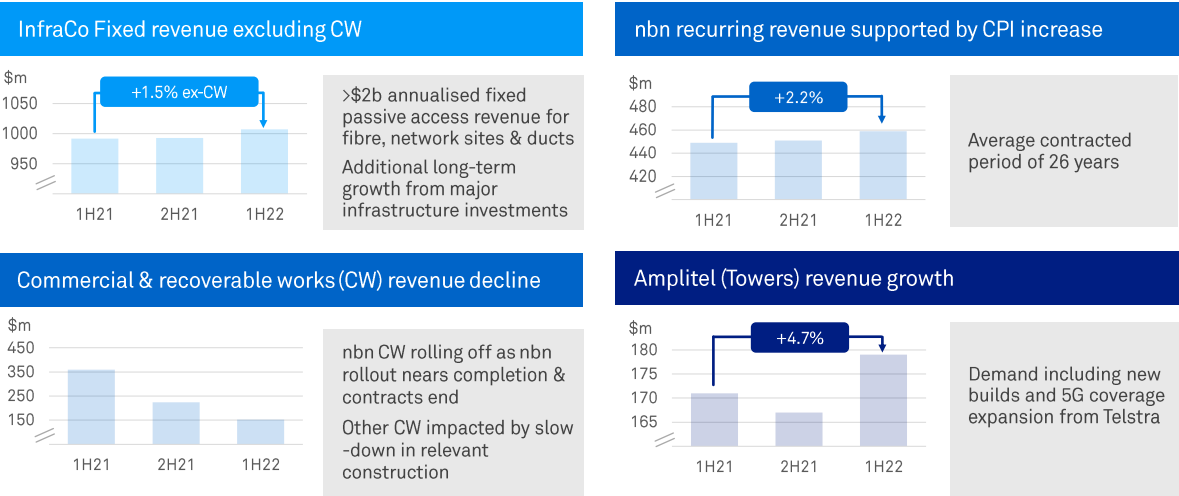 InfraCo Fixed revenue excluding CW
$m
+1.5% ex-CW
1050
1000
950
1H21 2H21 1H22
>$2b annualised fixed
passive access revenue for
fibre, network sites & ducts
Additional long-term
growth from major
infrastructure investments
nbn recurring revenue supported by CPI increase
$m
+2.2%
480
460
440
420
1H21 2H21 1H22
Average contracted
period of 26 years
Commercial & recoverable works (CW) revenue decline
$m
450
350
250
150
1H21 2H21 1H22
nbn CW rolling off as nbn
rollout nears completion &
contracts end
Other CW impacted by slow
-down in relevant
construction
Amplitel (Towers) revenue growth
$m
+4.7%
180
175
170
165
1H21 2H21 1H22
Demand including new
builds and 5G coverage
expansion from Telstra